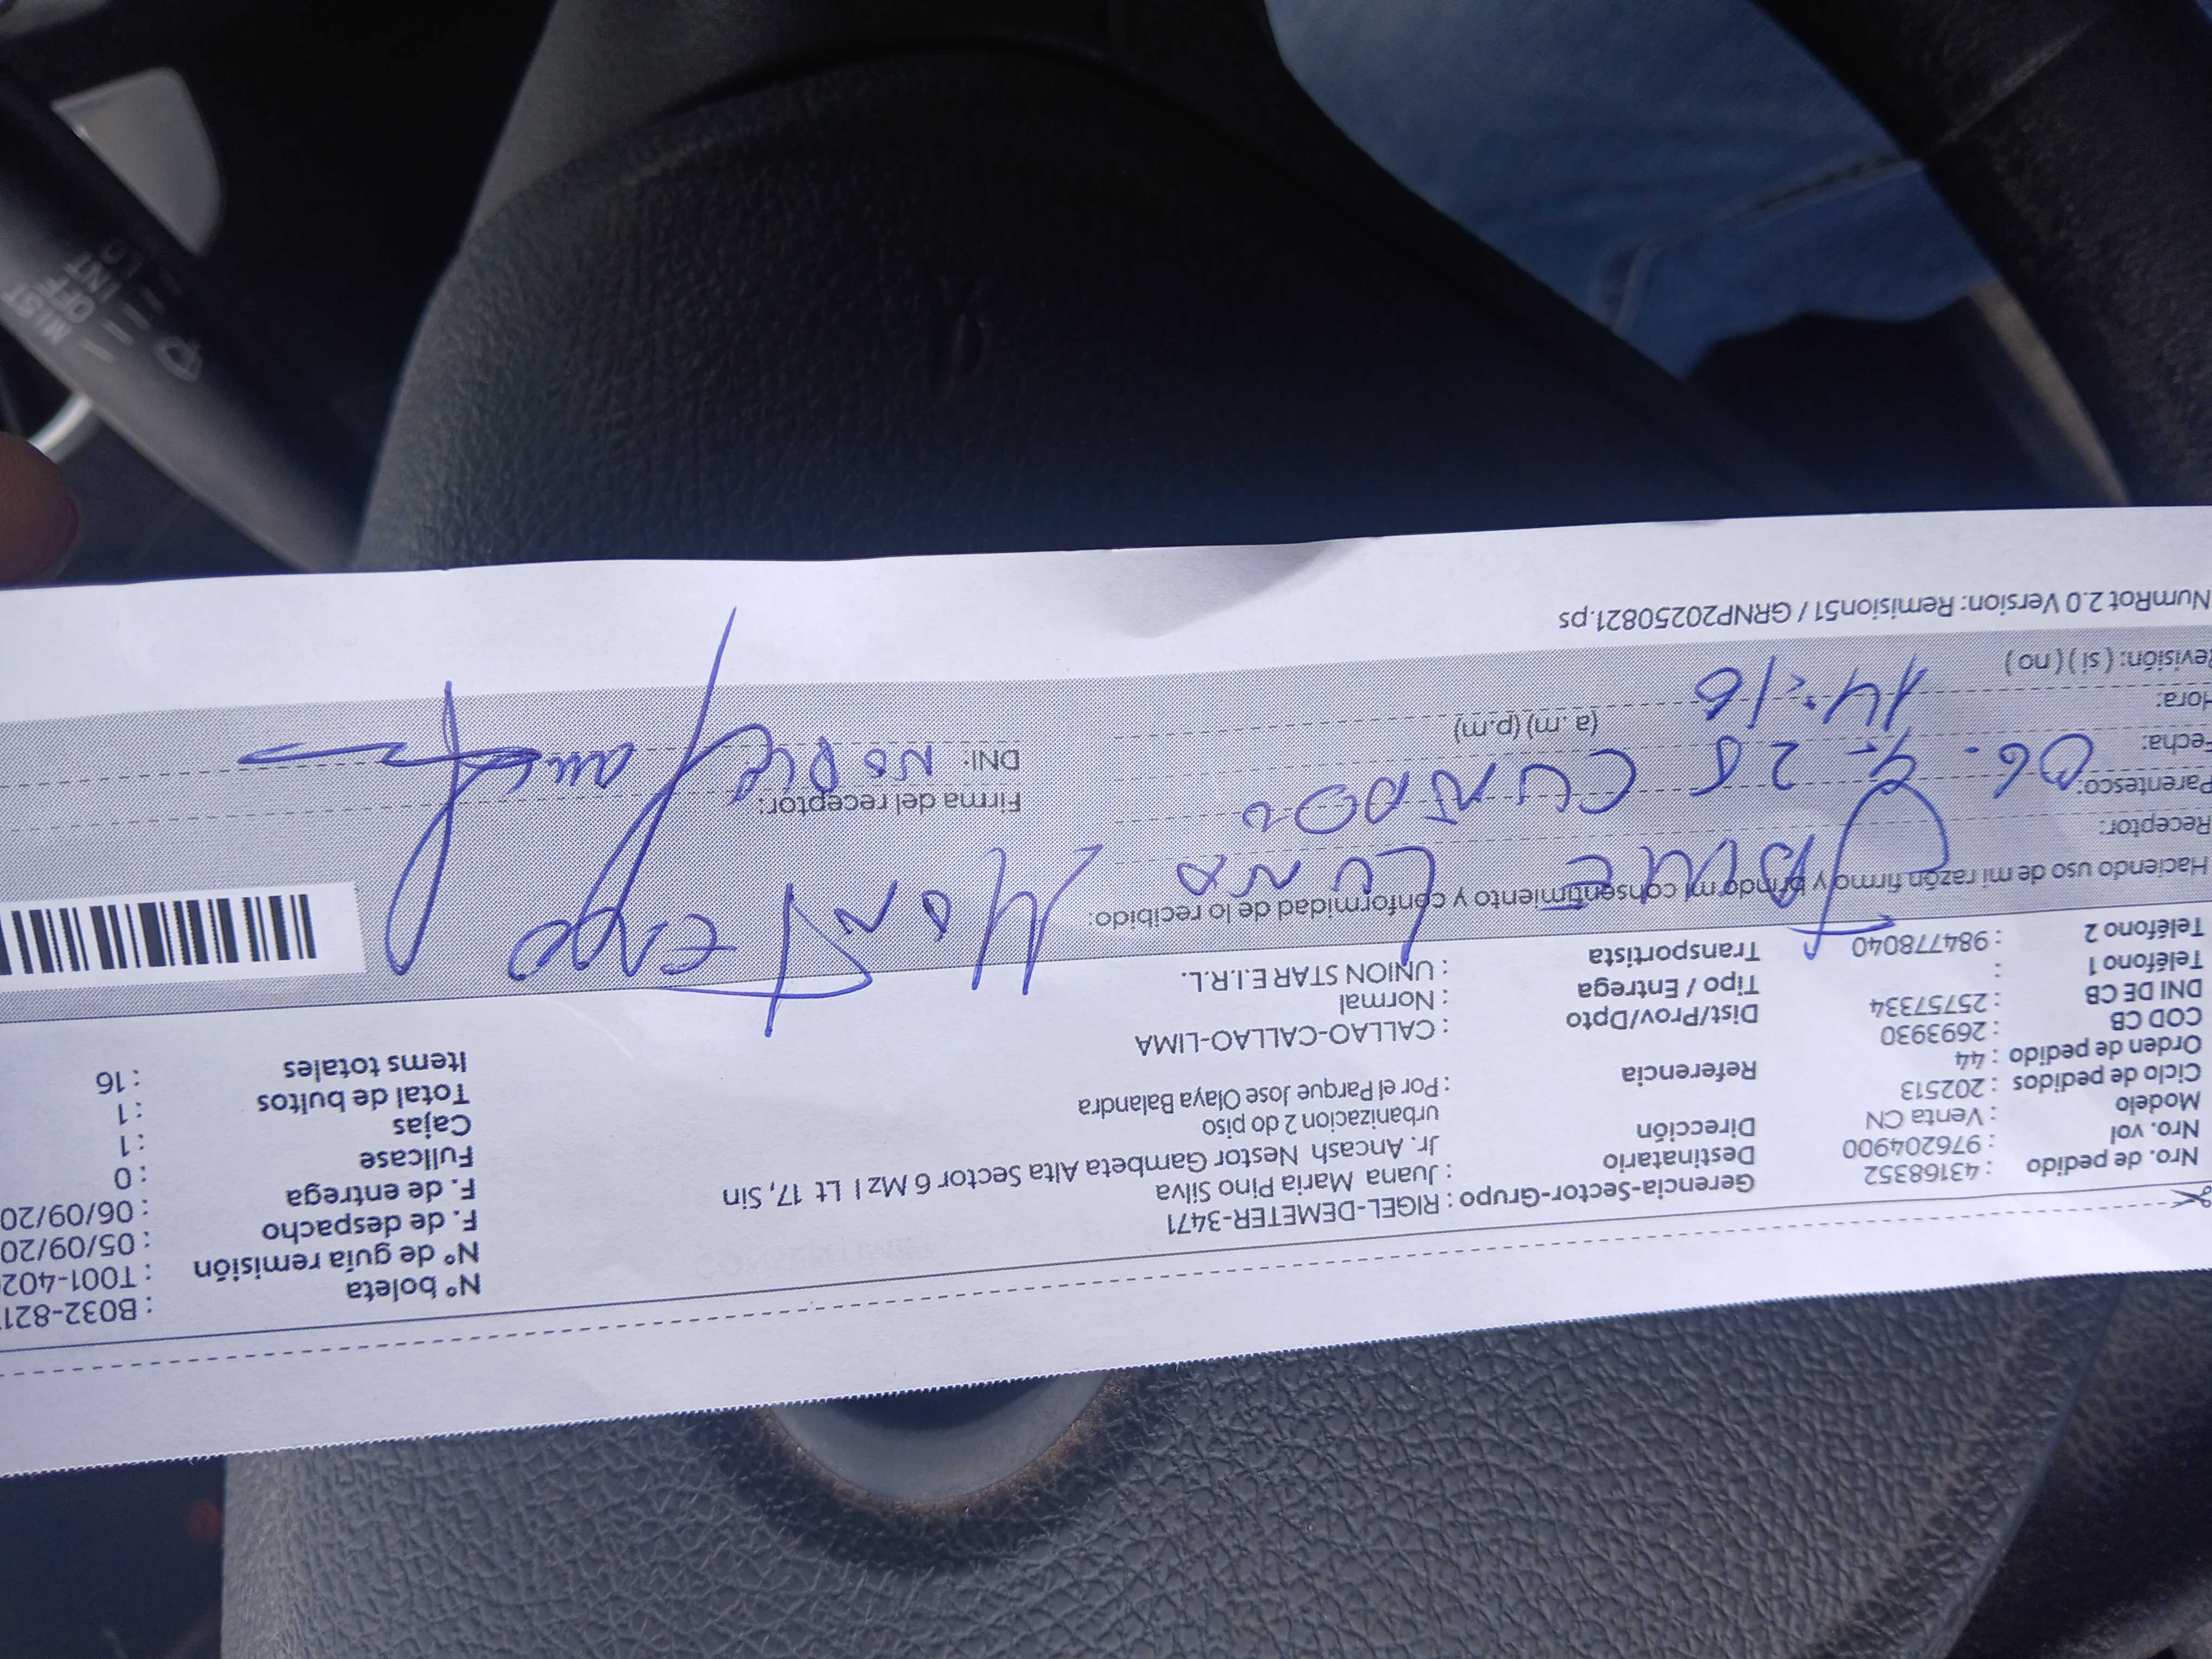 Nro. de pedido : 43168352
Nro. vol : 976204900
Modelo : Venta CN
Ciclo de pedidos : 202513
Orden de pedido : 44
COD CB : 2693930
DNI DE CB : 25757334
Teléfono 1 :
Teléfono 2 : 984778040
Gerencia-Sector-Grupo : RIGEL-DEMETER-3471
Destinatario : Juana Maria Pino Silva
Dirección Jr. Ancash Nestor Gambeta Alta Sector 6 Mz I Lt 17, Sin
urbanizacion 2 do piso
Referencia : Por el Parque Jose Olaya Balandra
Dist/Prov/Dpto : CALLAO-CALLAO-LIMA
Tipo / Entrega : Normal
Transportista : UNION STAR E.I.R.L.
N° boleta : B032-821
N° de guía remisión : T001-402
F. de despacho : 05/09/20
F. de entrega : 06/09/20
Fullcase : 0
Cajas : 1
Total de bultos : 1
Items totales : 16
Haciendo uso de mi razón firmo y brindo mi consentimiento y conformidad de lo recibido:
Receptor: LUNA
Parentesco:
Fecha: 06. 9- 25
Hora: 14:10 (a. m) (p.m)
Revisión: ( si ) ( no )
Firma del receptor:
DNI: NO
NumRot 2.0 Version: Remision51 / GRNP20250821.ps
MIST
OFF
INT